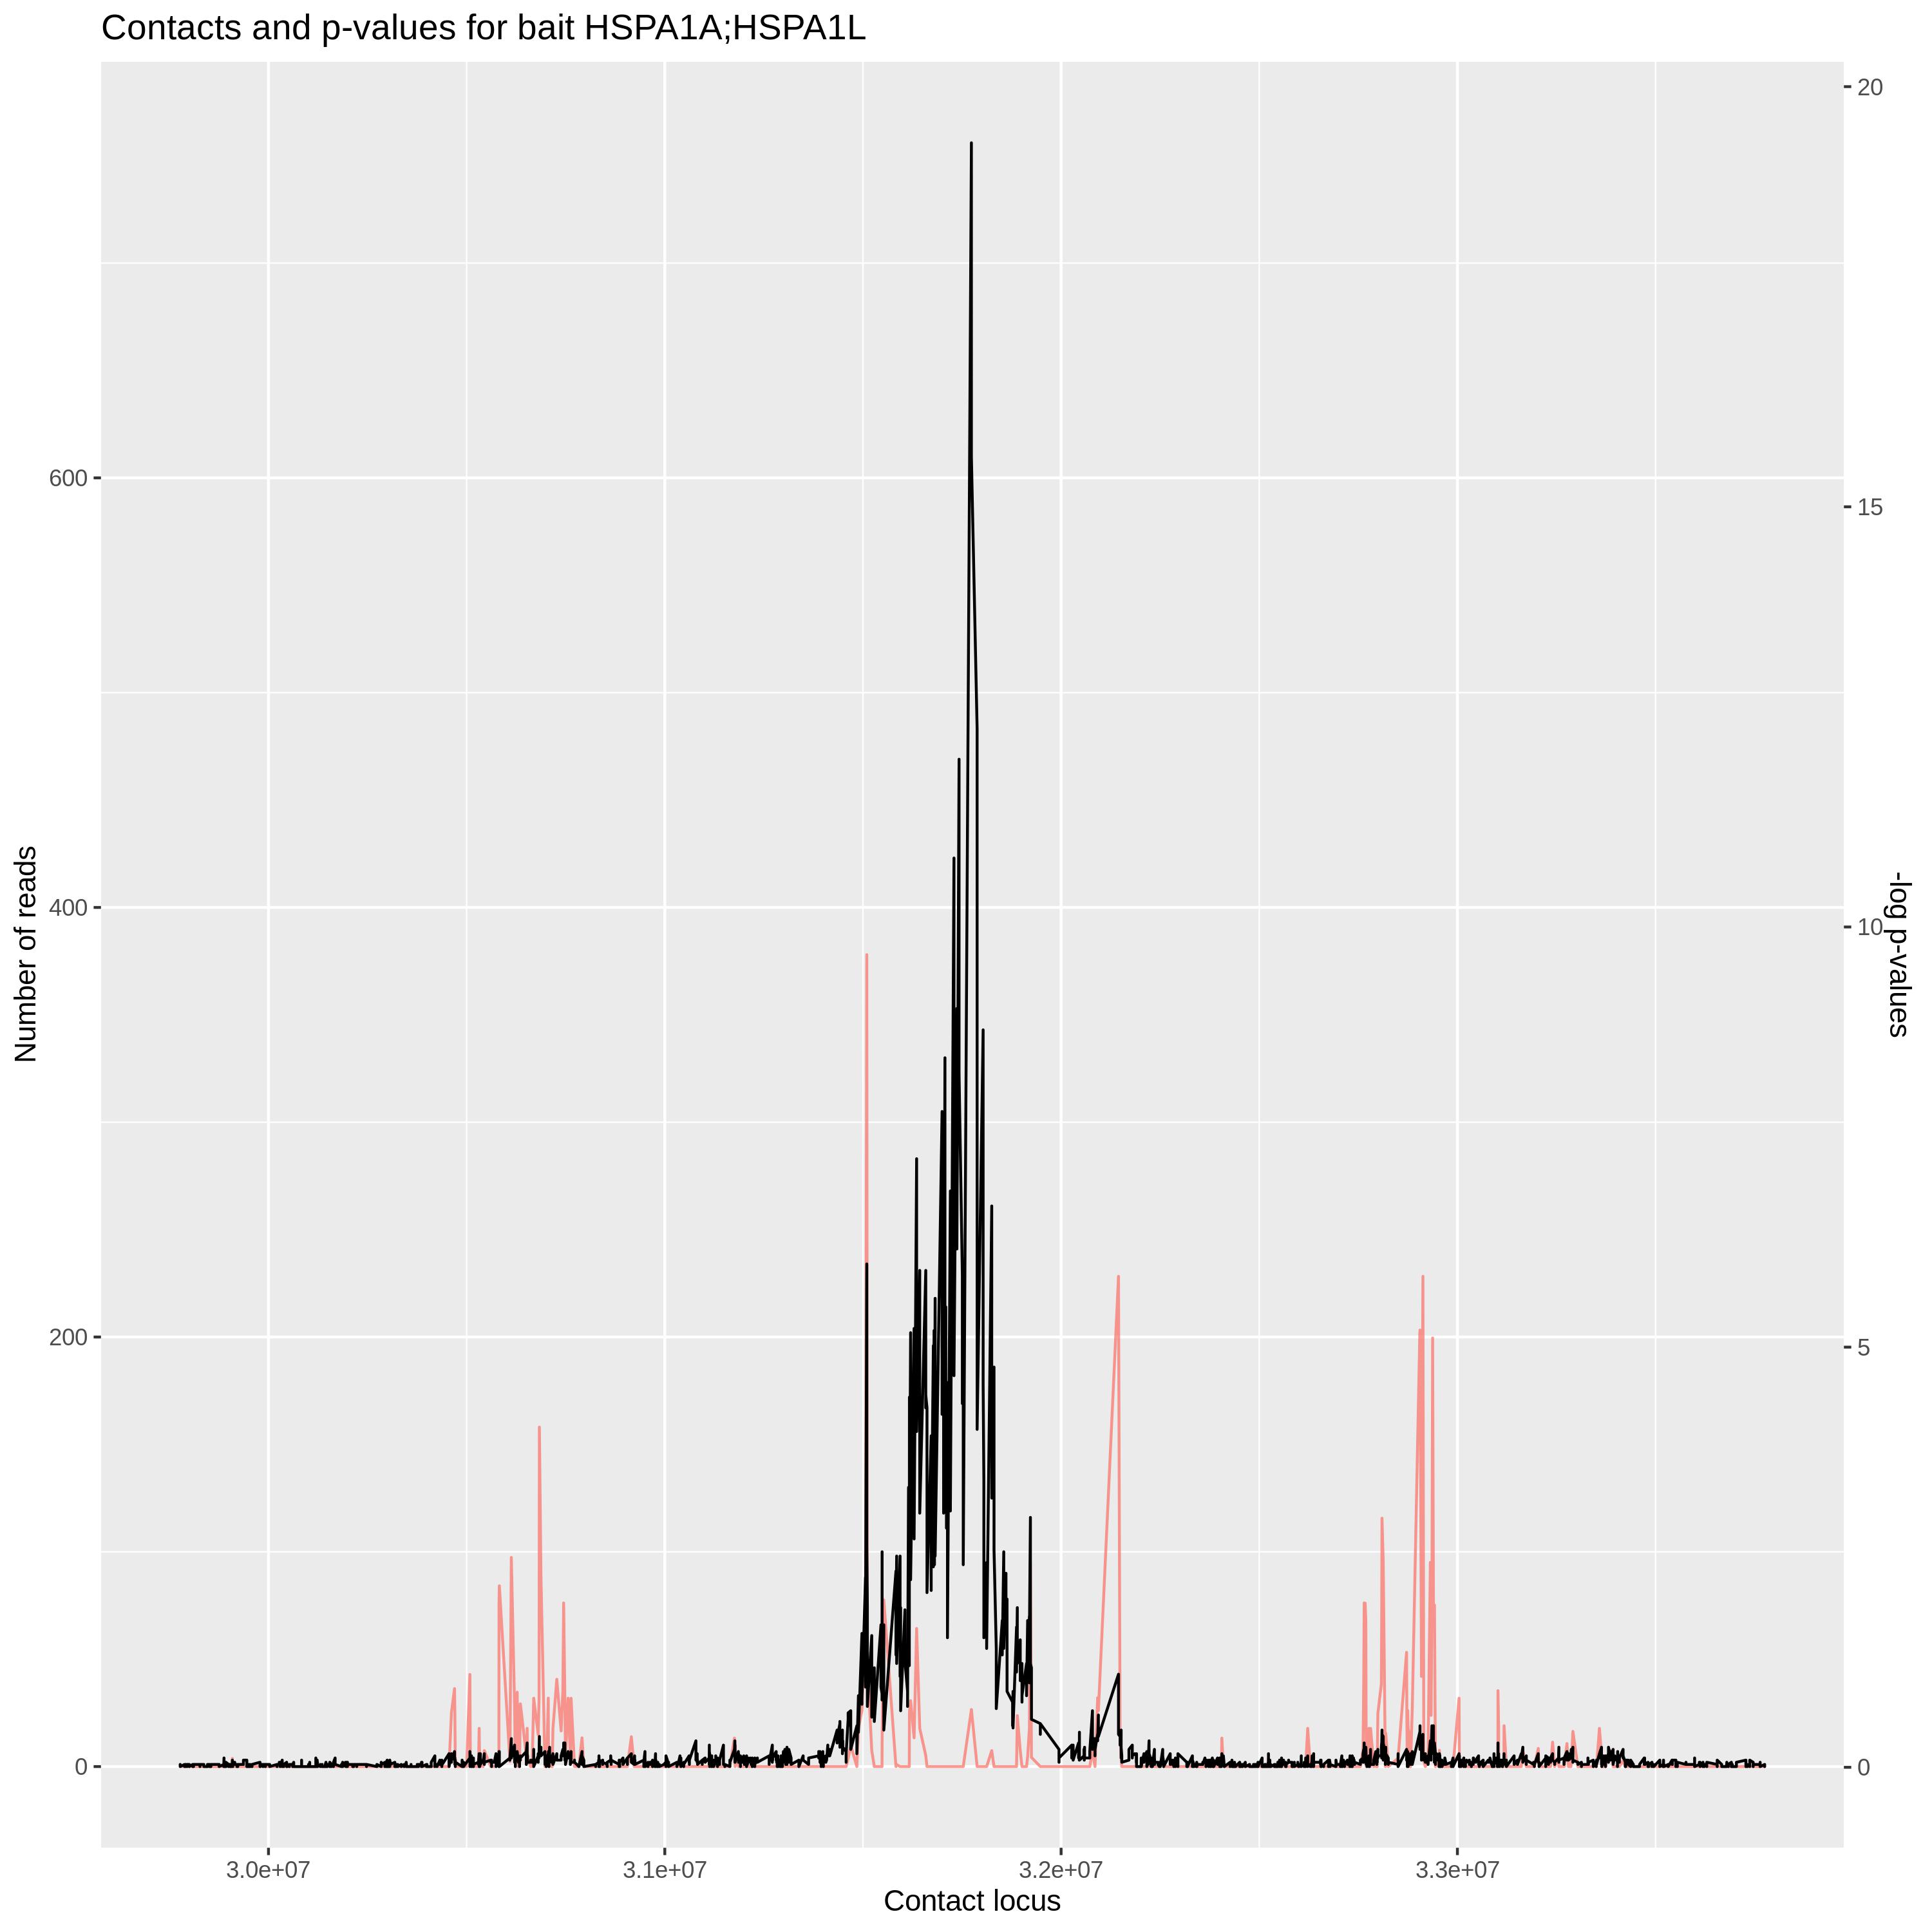 Contacts and p-values for bait HSPA1A;HSPA1L
20
600
15
Number of reads
400
10
-log p-values
200
5
0
0
3.0e+07
3.1e+07
3.2e+07
3.3e+07
Contact locus